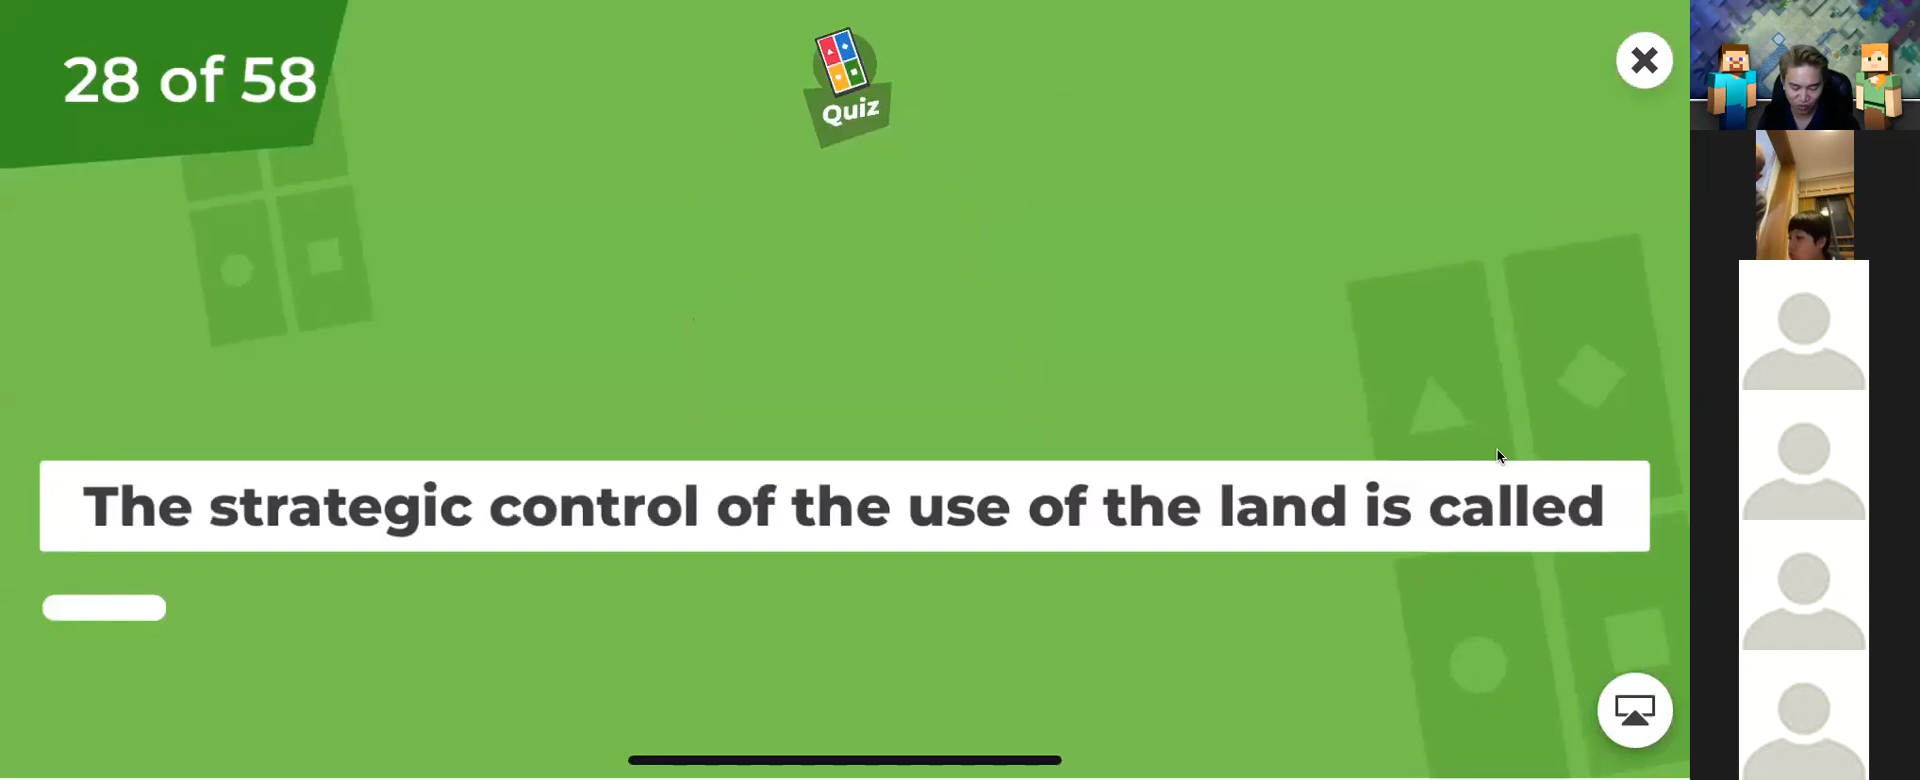 28 of 58
Quiz
The strategic control of the use of the land is called